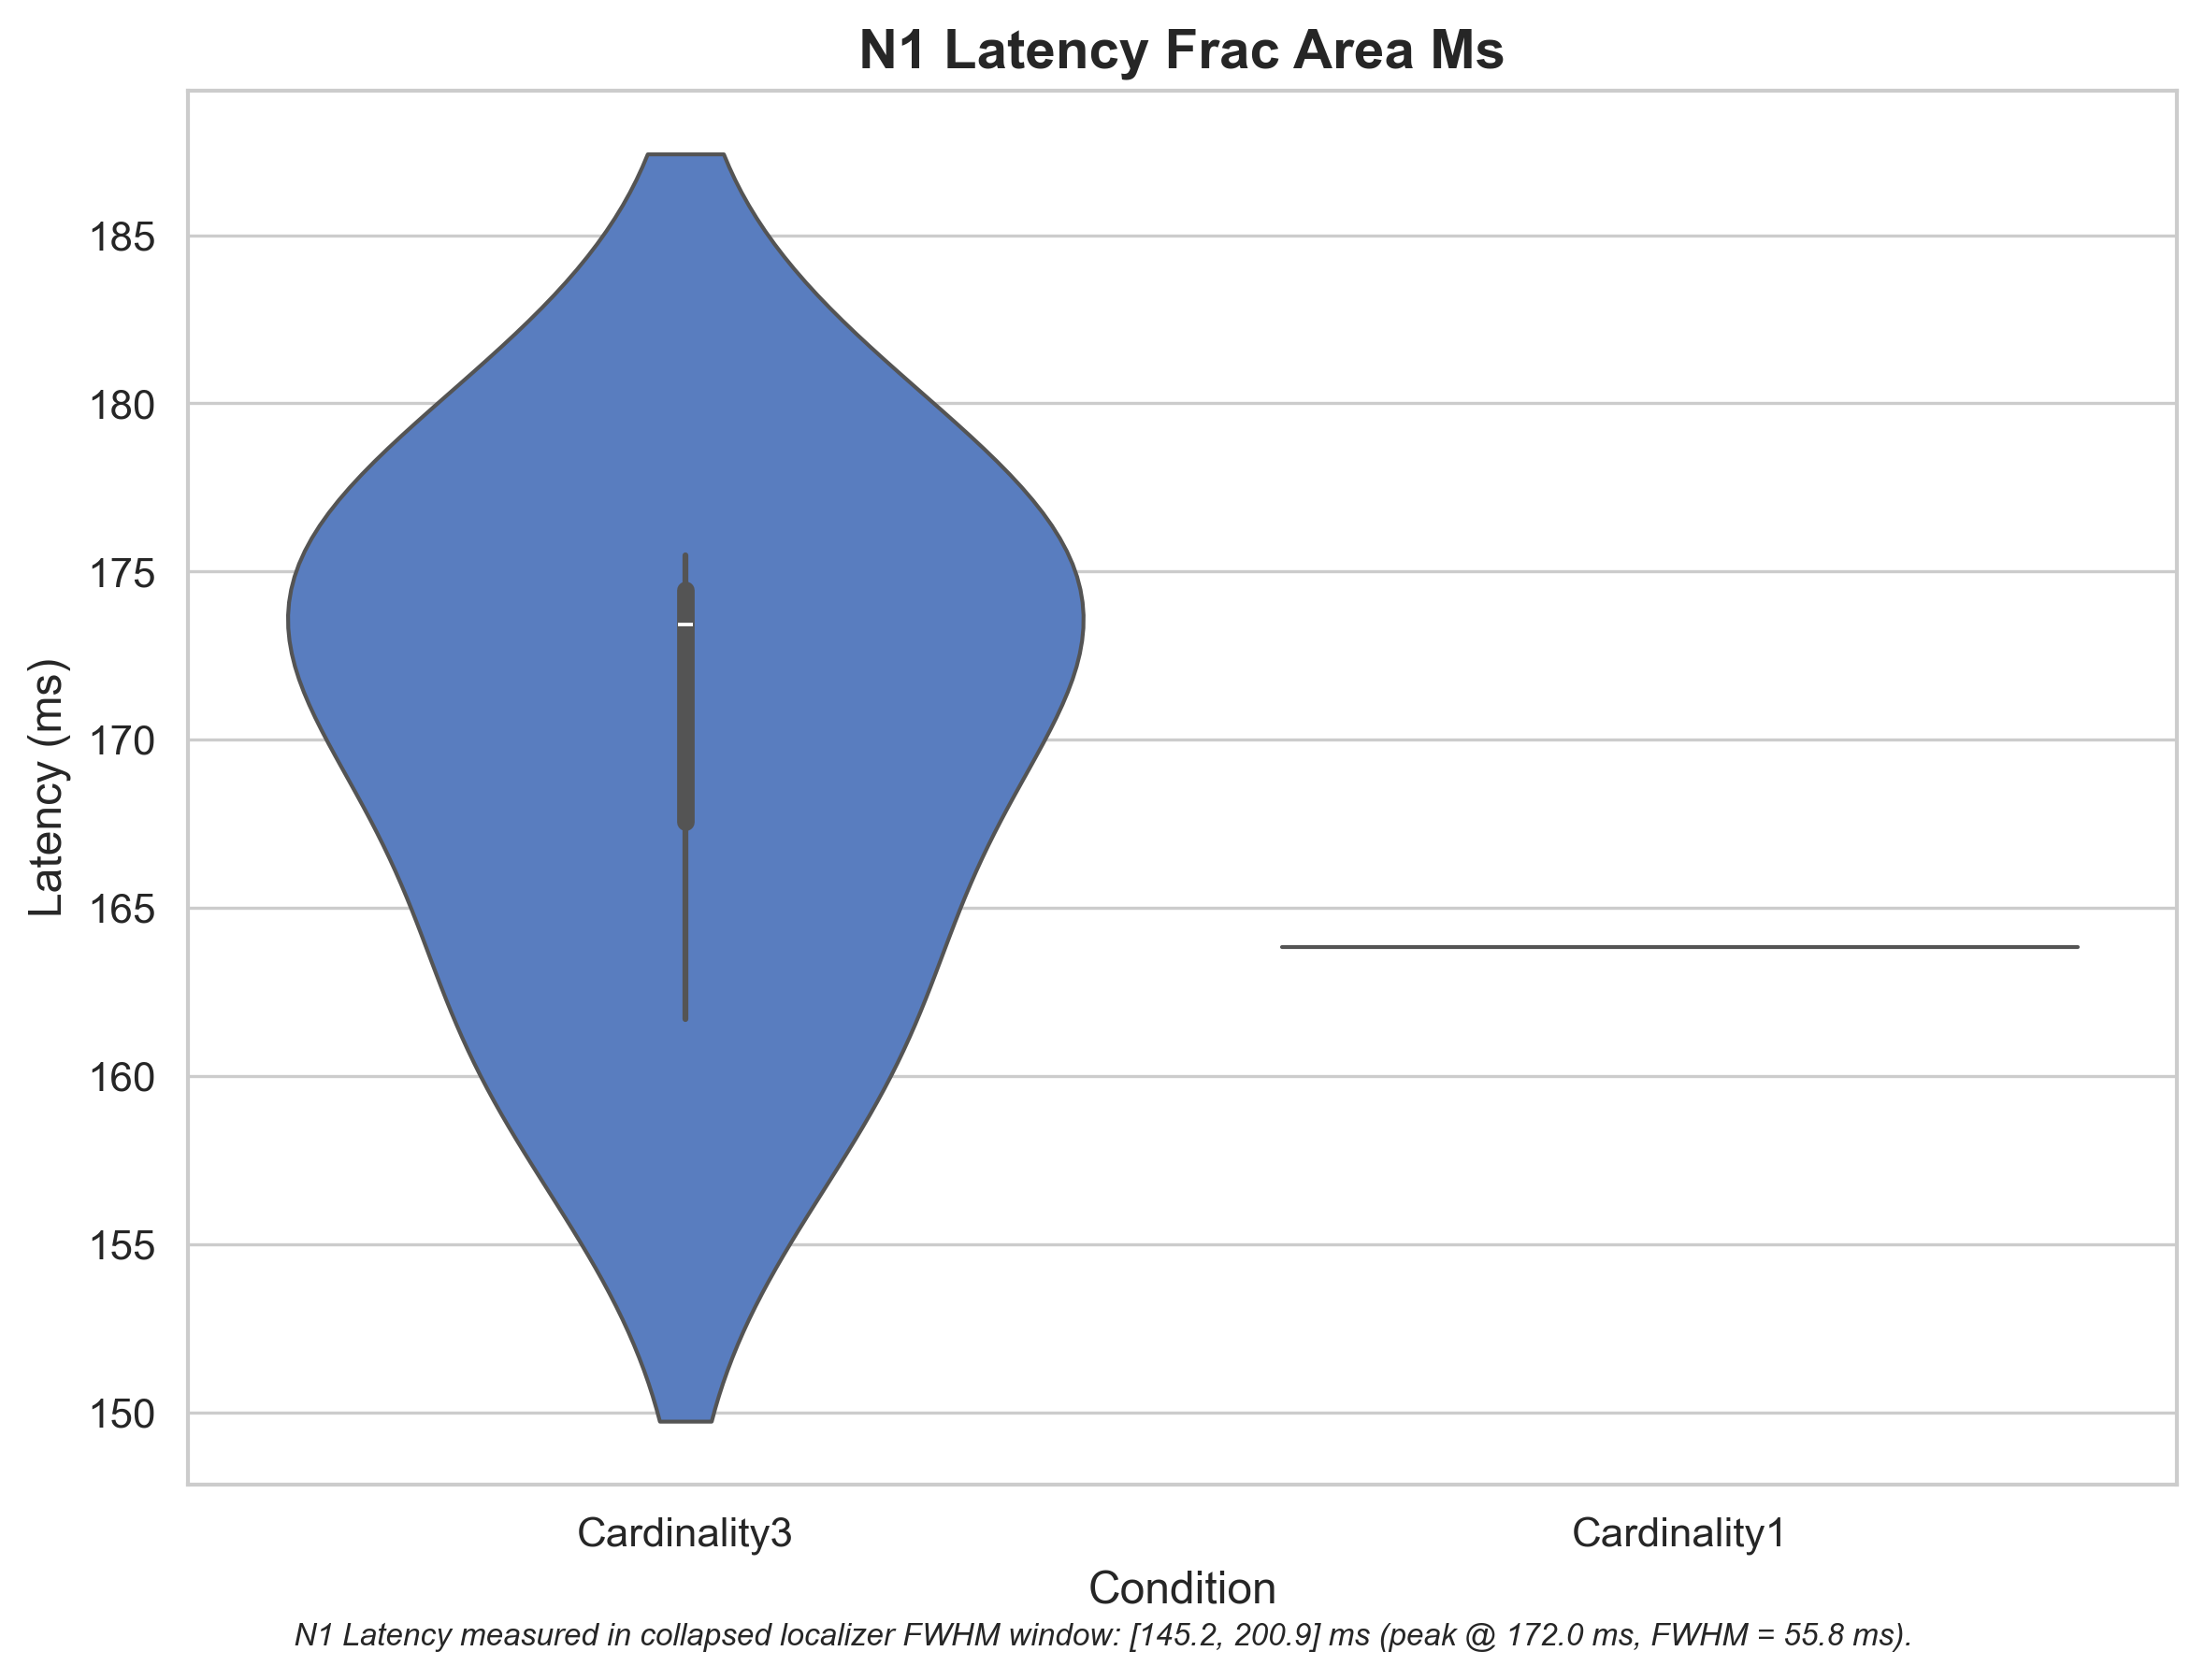 N1 Latency Frac Area Ms
Latency (ms)
185
180
175
170
165
160
155
150
Cardinality3 Cardinality1
Condition
N1 Latency measured in collapsed localizer FWHM window: [145.2, 200.9] ms (peak @ 172.0 ms, FWHM = 55.8 ms).